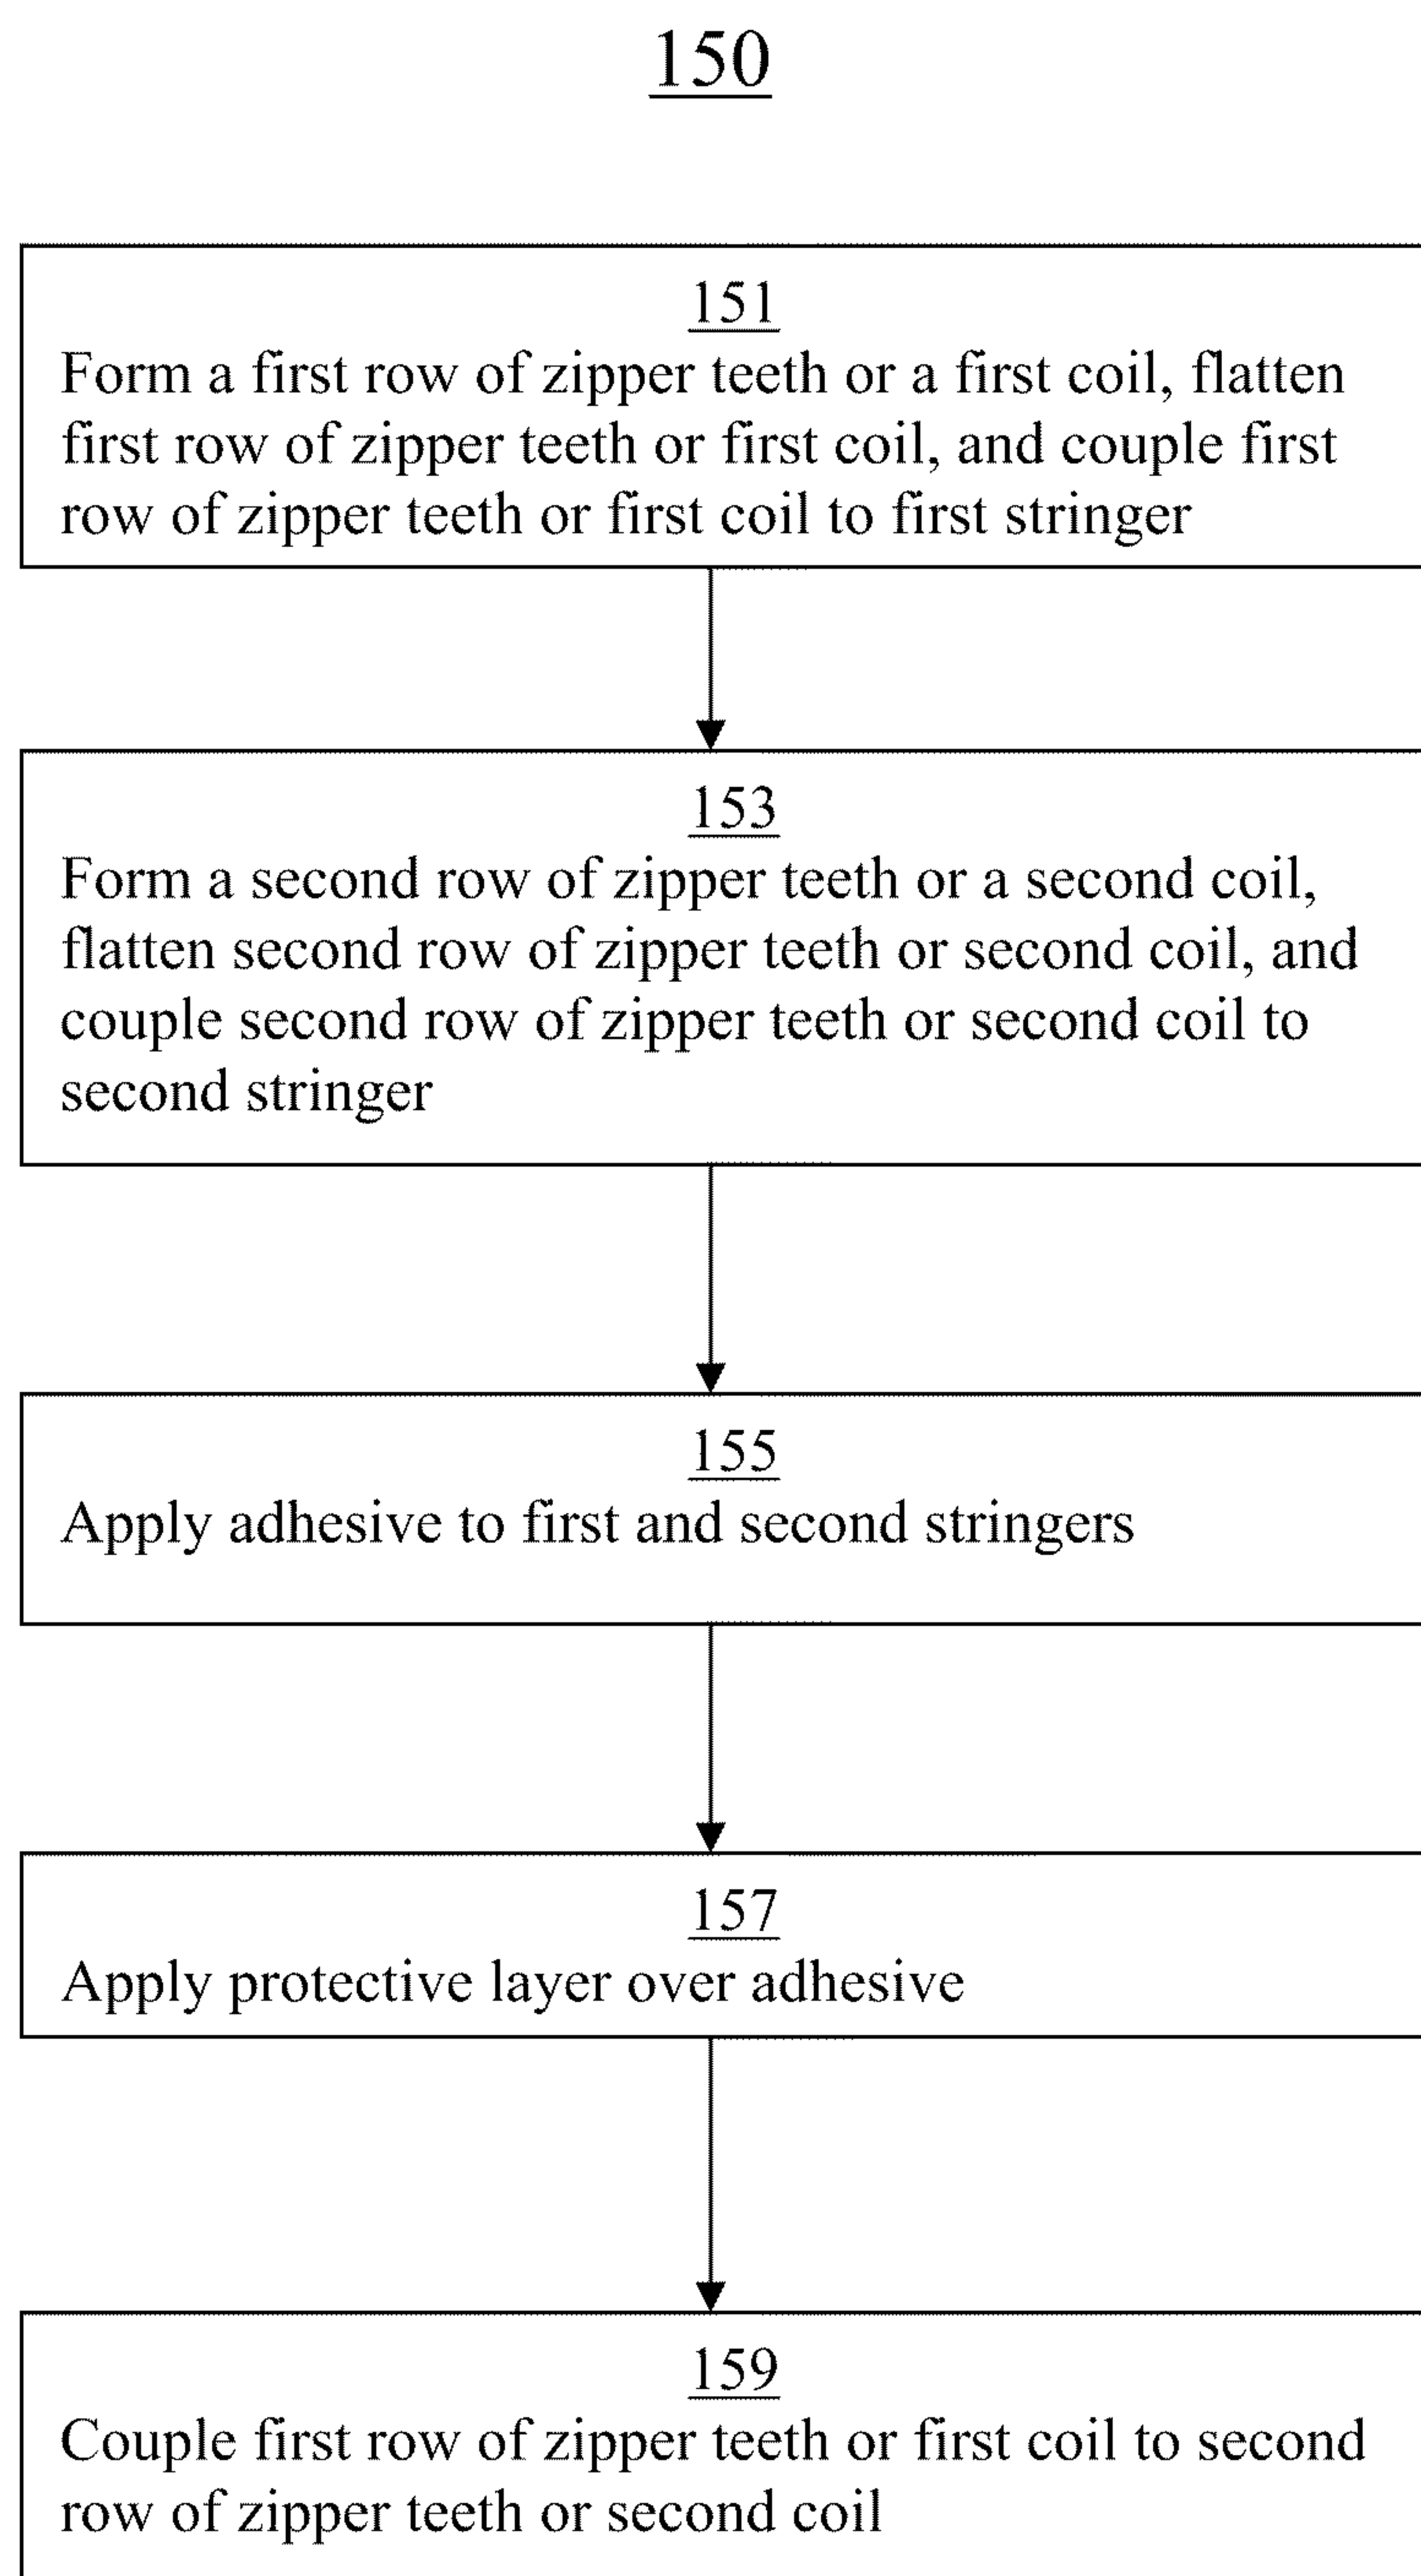 150
151
Form a first row of zipper teeth or a first coil, flatten
first row of zipper teeth or first coil, and couple first
row of zipper teeth or first coil to first stringer
153
Form a second row of zipper teeth or a second coil,
flatten second row of zipper teeth or second coil, and
couple second row of zipper teeth or second coil to
second stringer
155
Apply adhesive to first and second stringers
157
Apply protective layer over adhesive
159
Couple first row of zipper teeth or first coil to second
row of zipper teeth or second coil